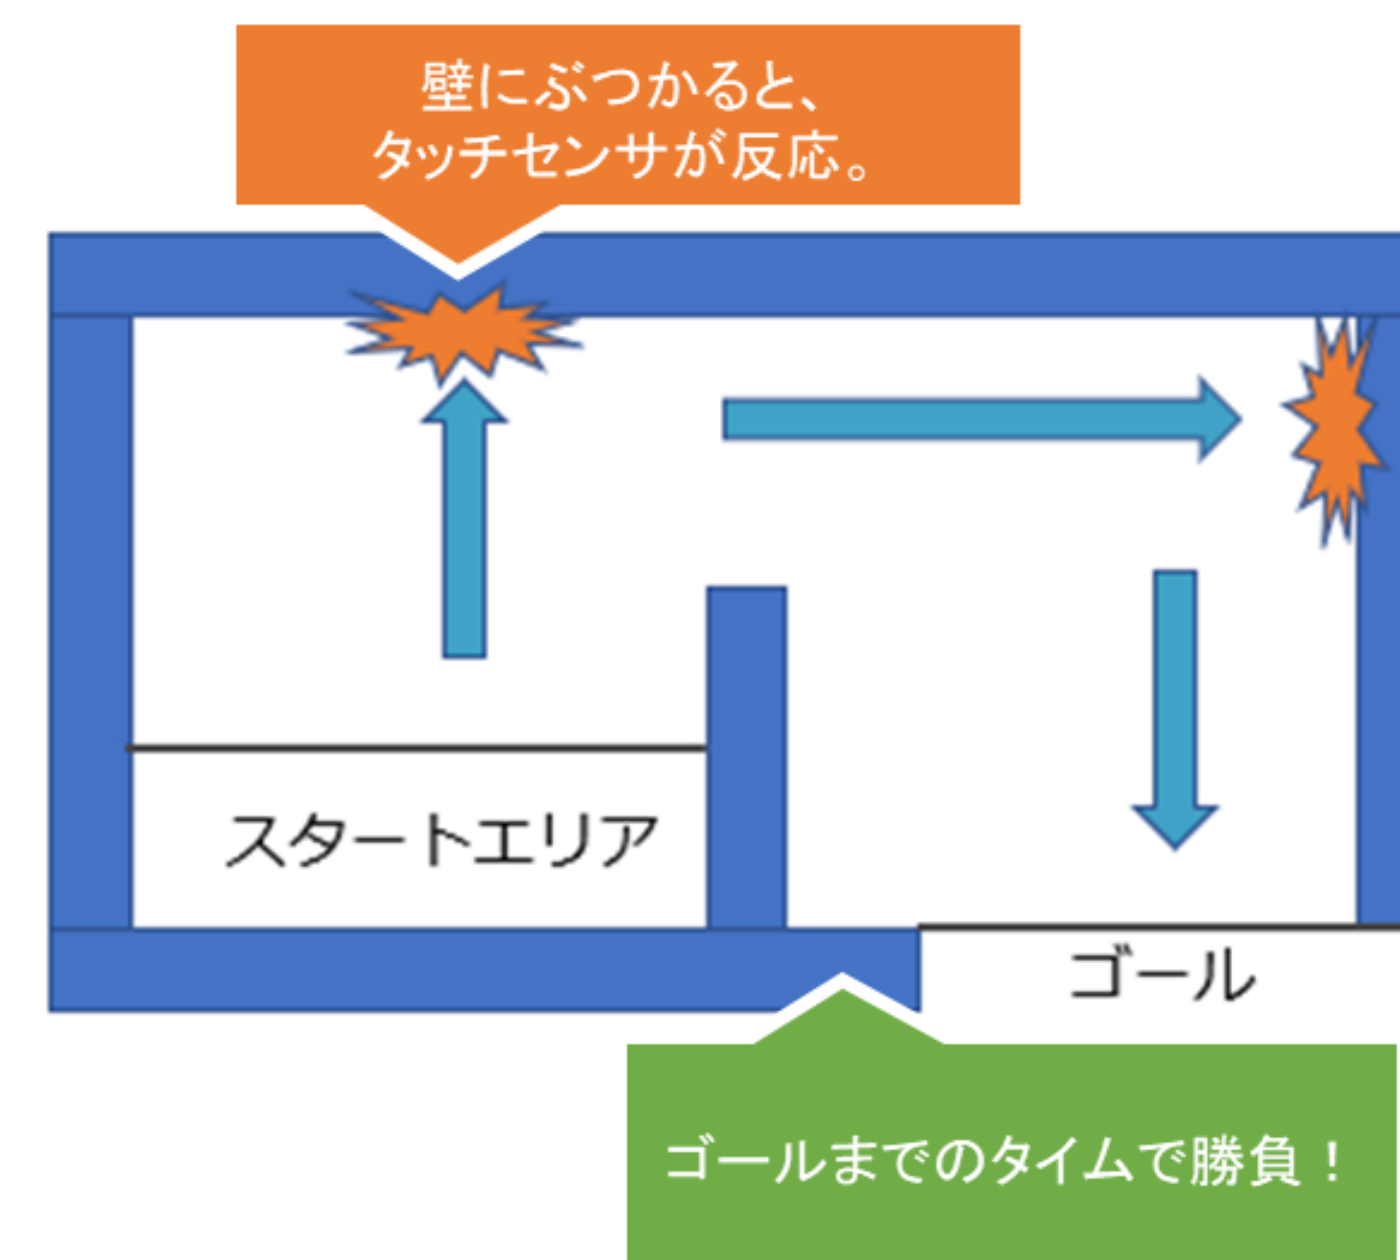 壁にぶつかると、
タッチセンサが反応。
スタートエリア
ゴール
ゴールまでのタイムで勝負！